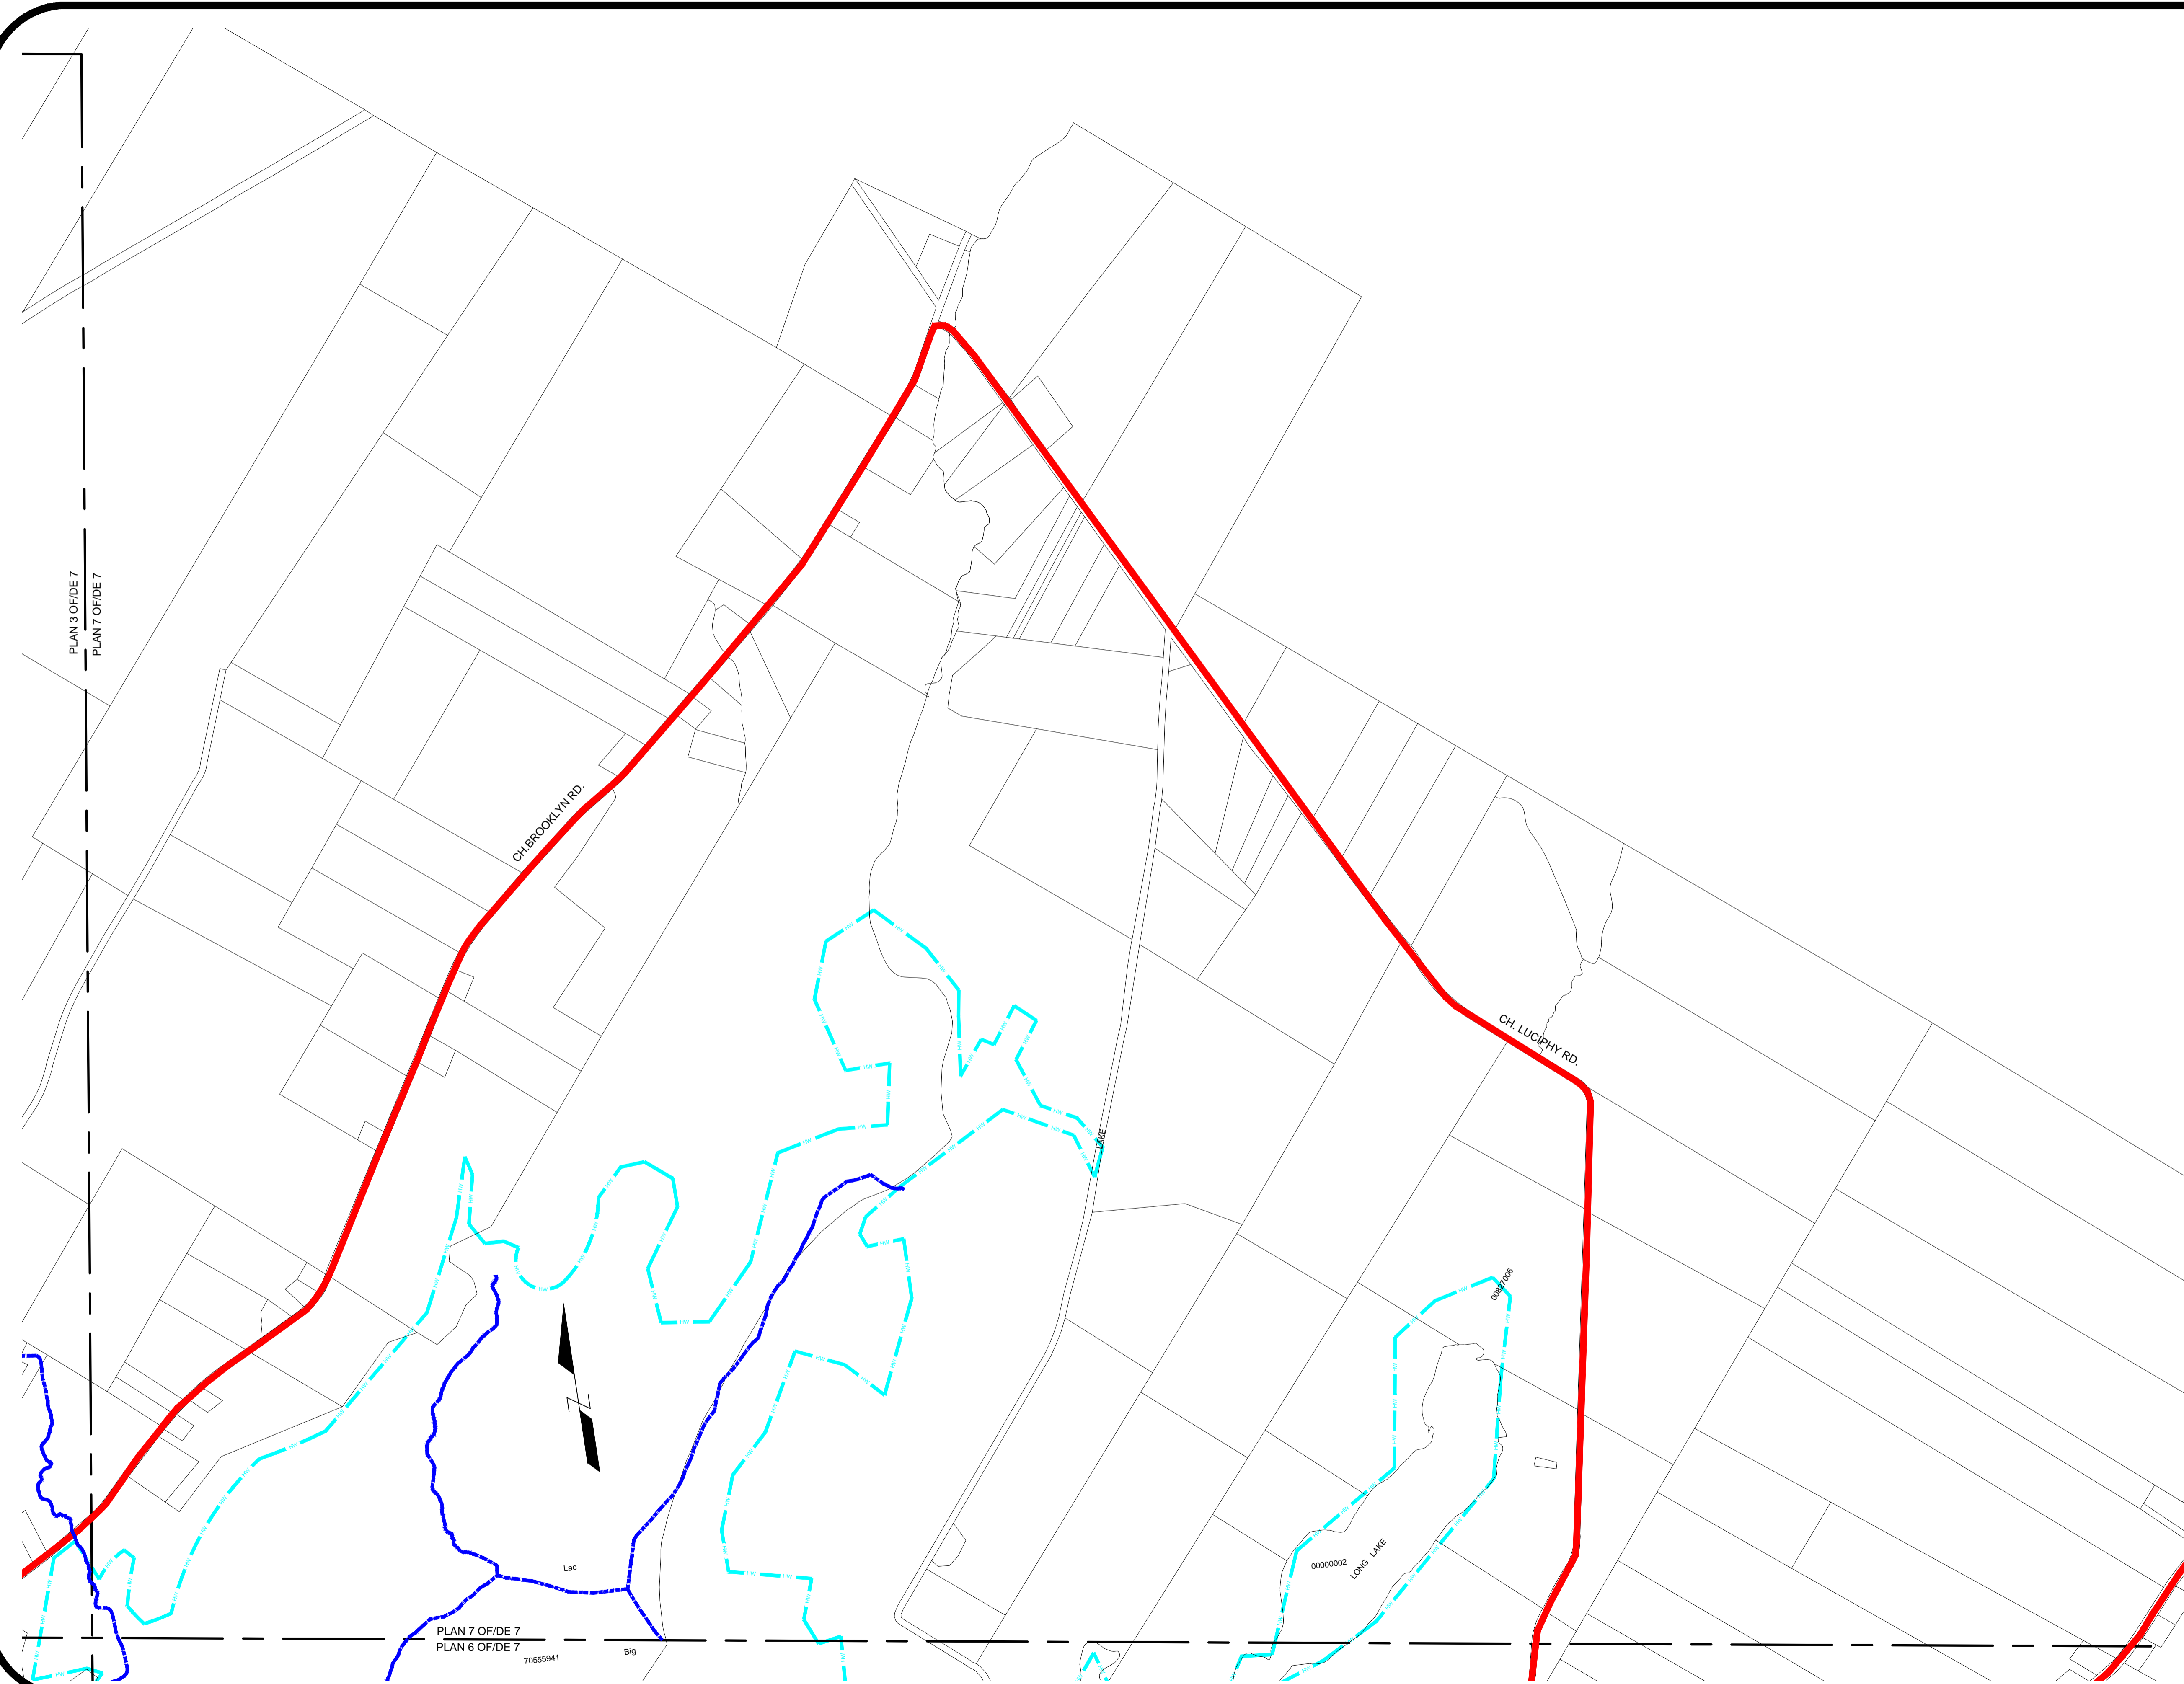 PLAN 3 OF/DE 7
PLAN 7 OF/DE 7
CH.BROOKLYN RD.
CH. LUCIPHY RD.
LAKE
00827006
00000002
LONG LAKE
Lac
Big
PLAN 7 OF/DE 7
PLAN 6 OF/DE 7
70555941